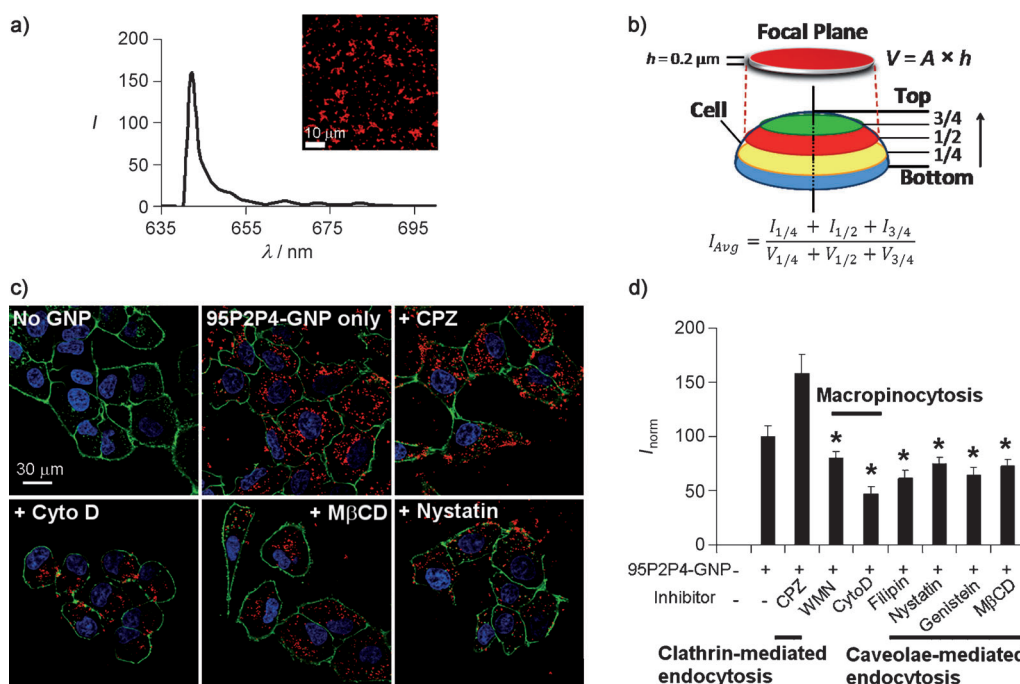 a)
200
150
I
100
50
0
635
655
675
695
λ / nm
10 μm
b)
Focal Plane
h = 0.2 μm
V = A × h
Top
Cell
3/4
1/2
1/4
Bottom
I_Avg = (I_1/4 + I_1/2 + I_3/4) / (V_1/4 + V_1/2 + V_3/4)
c)
No GNP
95P2P4-GNP only
+ CPZ
30 μm
+ Cyto D
+ MβCD
+ Nystatin
d)
200
150
Macropinocytosis
I_norm
100
* * * * * *
50
0
95P2P4-GNP - + + + + + + + +
Inhibitor - - CPZ WMN CytoD Filipin Nystatin Genistein MβCD
Clathrin-mediated
endocytosis
Caveolae-mediated
endocytosis